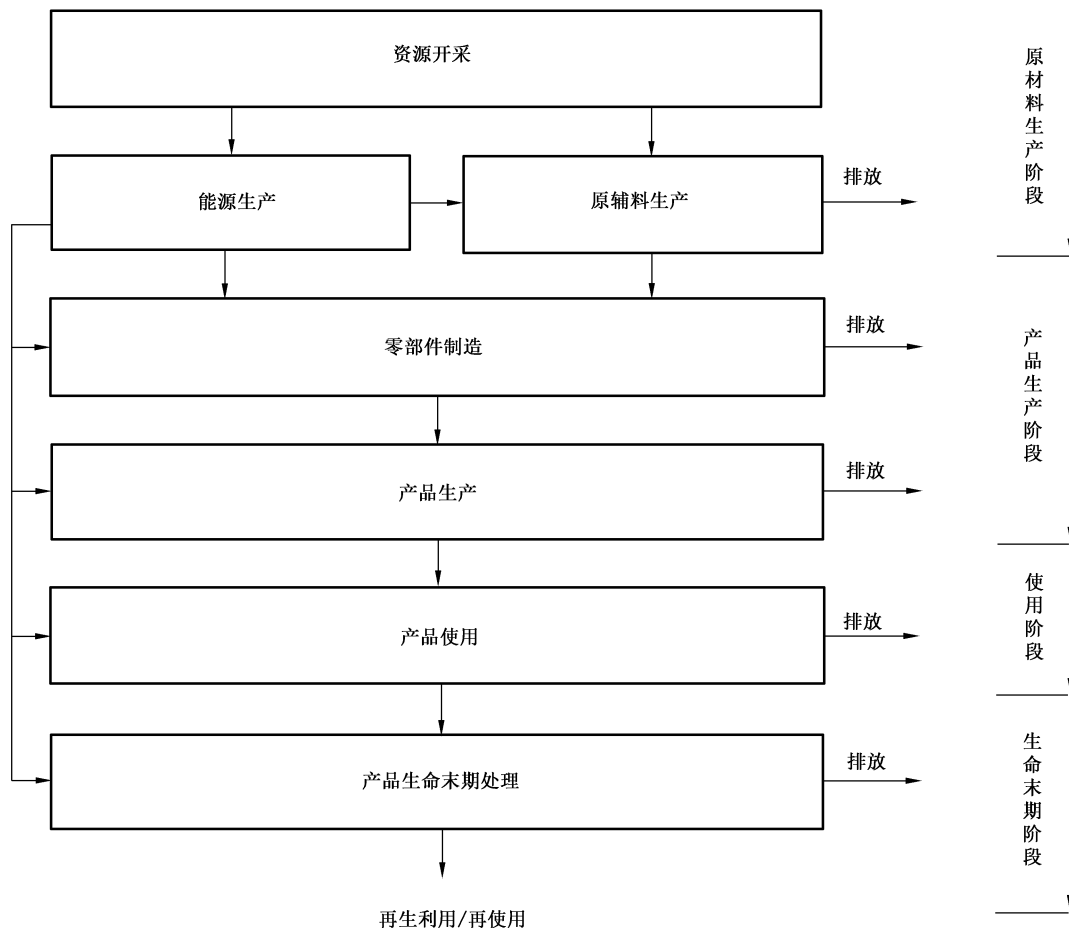 资源开采
能源生产
原辅料生产
排放
原材料生产阶段
零部件制造
排放
产品生产
排放
产品生产阶段
产品使用
排放
使用阶段
产品生命末期处理
排放
生命末期阶段
再生利用/再使用